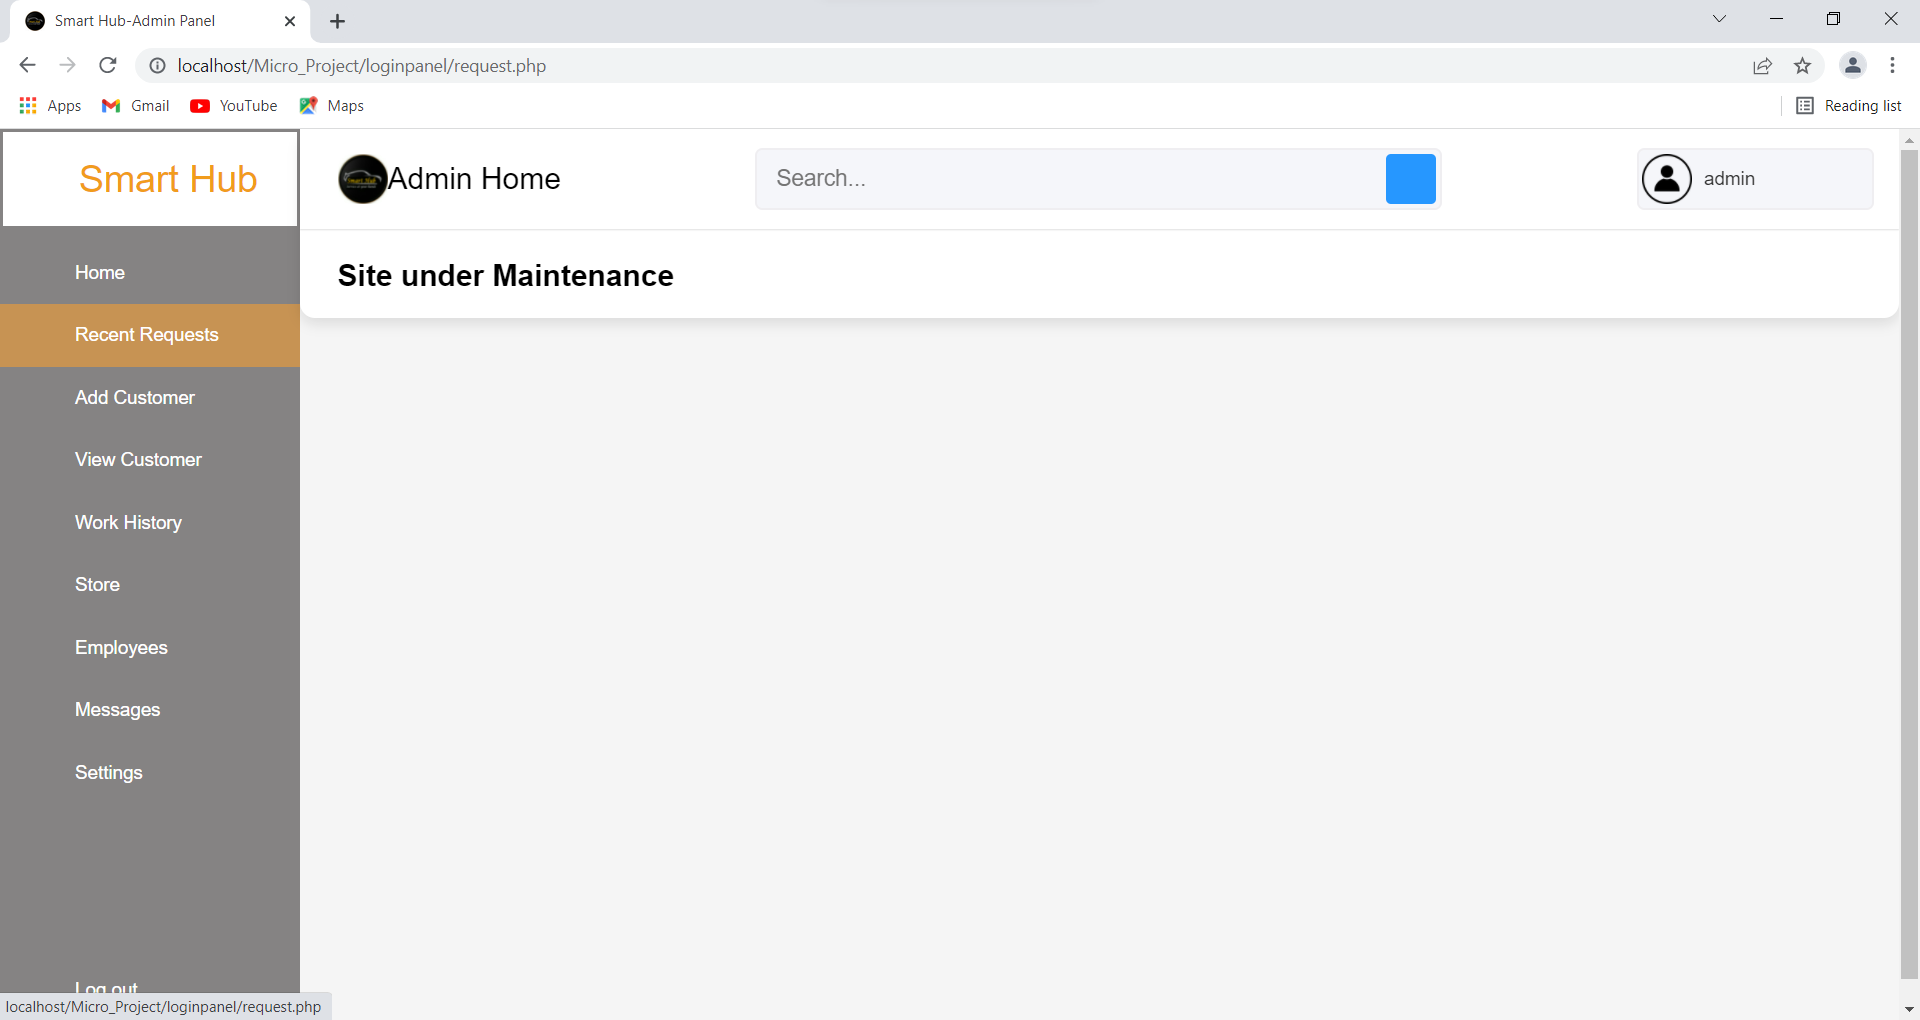 Smart Hub-Admin Panel
localhost/Micro_Project/loginpanel/request.php
Apps Gmail YouTube Maps Reading list
Smart Hub
Admin Home
Search...
admin
Site under Maintenance
Home
Recent Requests
Add Customer
View Customer
Work History
Store
Employees
Messages
Settings
Log out
localhost/Micro_Project/loginpanel/request.php